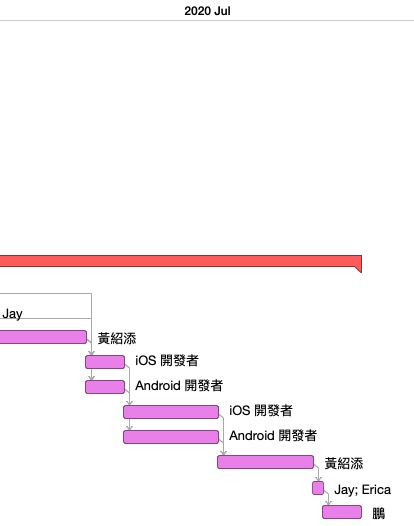 2020 Jul
Jay
黃紹添
iOS 開發者
Android 開發者
iOS 開發者
Android 開發者
黃紹添
Jay; Erica
鵬